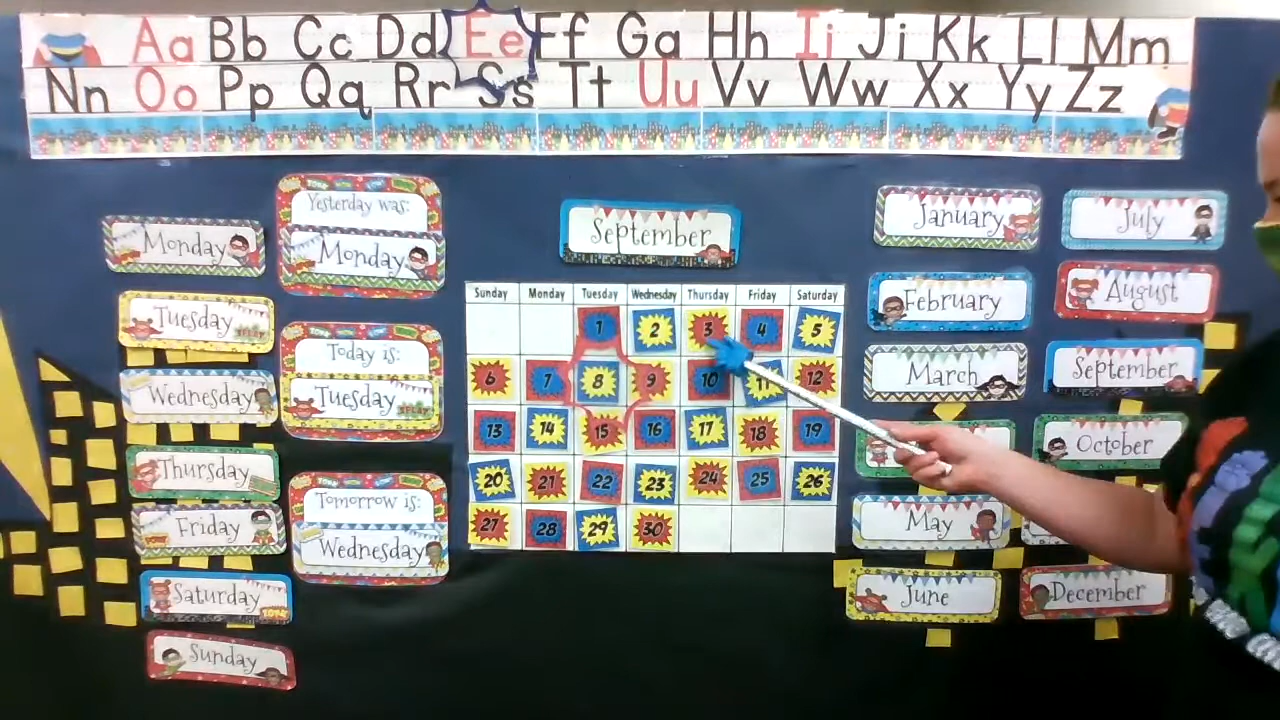 Aa Bb Cc Dd Ee Ff Gg Hh Ii Jj Kk Ll Mm
Nn Oo Pp Qq Rr Ss Tt Uu Vv Ww Xx Yy Zz
Monday
Tuesday
Wednesday
Thursday
Friday
Saturday
Sunday
Yesterday was:
Monday
Today is:
Tuesday
Tomorrow is:
Wednesday
September
Sunday Monday Tuesday Wednesday Thursday Friday Saturday
1 2 3 4 5
6 7 8 9 10 11 12
13 14 15 16 17 18 19
20 21 22 23 24 25 26
27 28 29 30
January
February
March
May
June
July
August
September
October
December